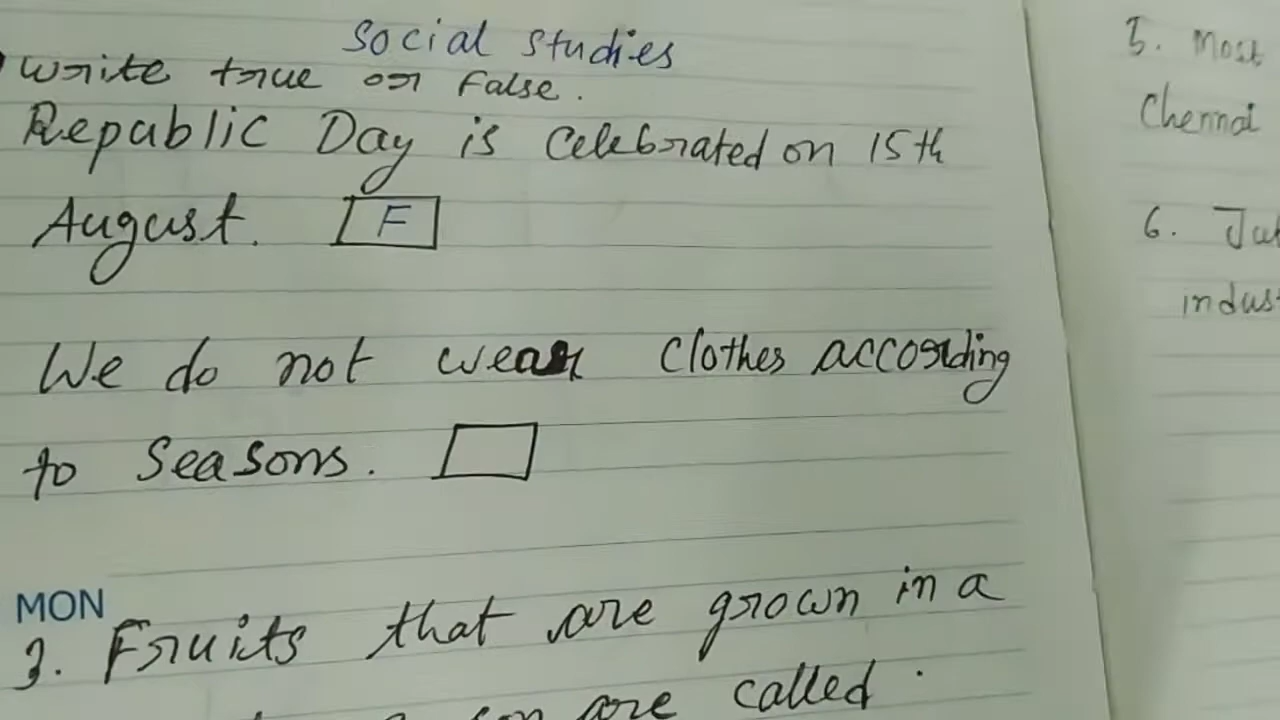 Social Studies
Write true or False.
Republic Day is celebrated on 15th
August. F
We do not wear clothes according
to Seasons.
MON
3. Fruits that are grown in a
are called
5. Most
Chennai
6.